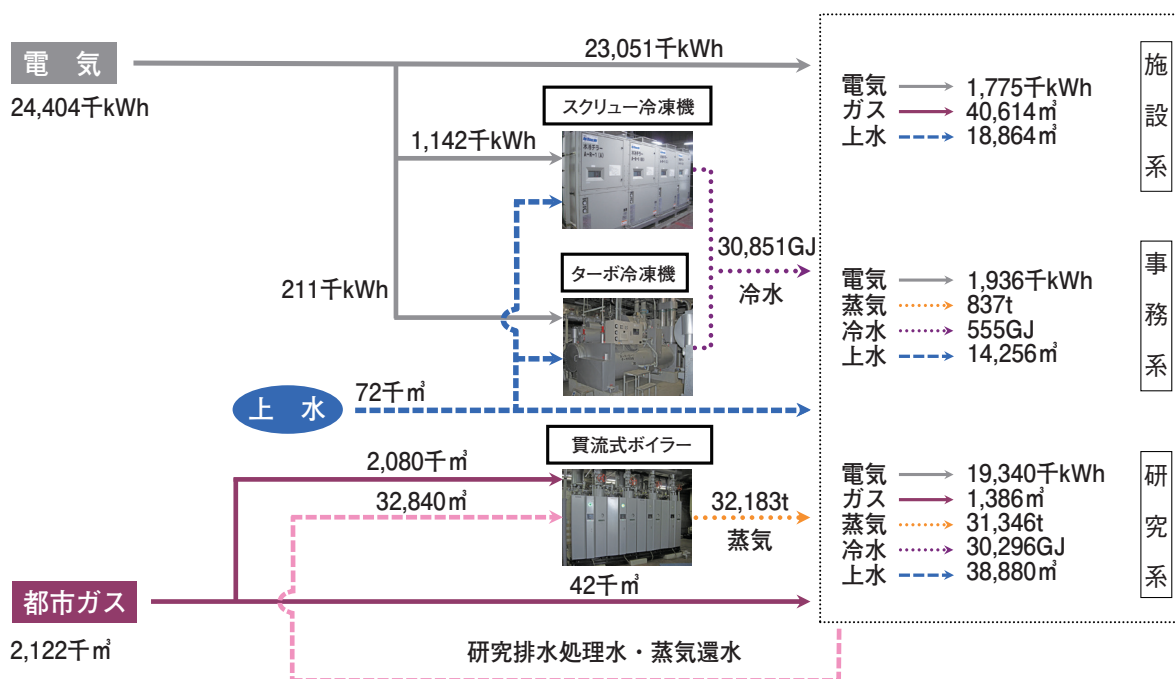 電気
24,404千kWh
23,051千kWh
1,142千kWh
211千kWh
スクリュー冷凍機
ターボ冷凍機
30,851GJ
冷水
上水
72千㎥
貫流式ボイラー
2,080千㎥
32,840㎥
32,183t
蒸気
都市ガス
2,122千㎥
42千㎥
研究排水処理水・蒸気還水
施設系
電気 1,775千kWh
ガス 40,614㎥
上水 18,864㎥
事務系
電気 1,936千kWh
蒸気 837t
冷水 555GJ
上水 14,256㎥
研究系
電気 19,340千kWh
ガス 1,386㎥
蒸気 31,346t
冷水 30,296GJ
上水 38,880㎥